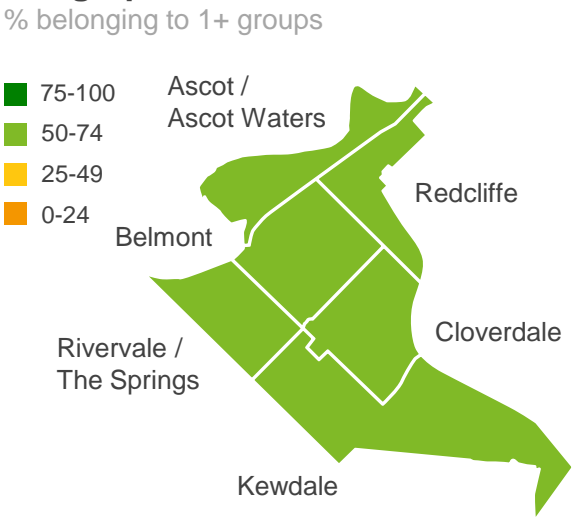 % belonging to 1+ groups
75-100
50-74
25-49
0-24
Ascot /
Ascot Waters
Redcliffe
Belmont
Cloverdale
Rivervale /
The Springs
Kewdale